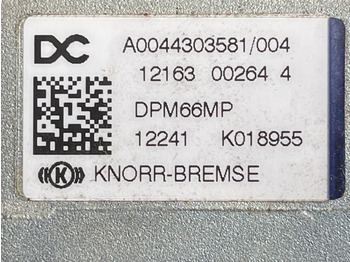 DC A0044303581/004
12163 00264 4
DPM66MP
12241 K018955
((K)) KNORR-BREMSE